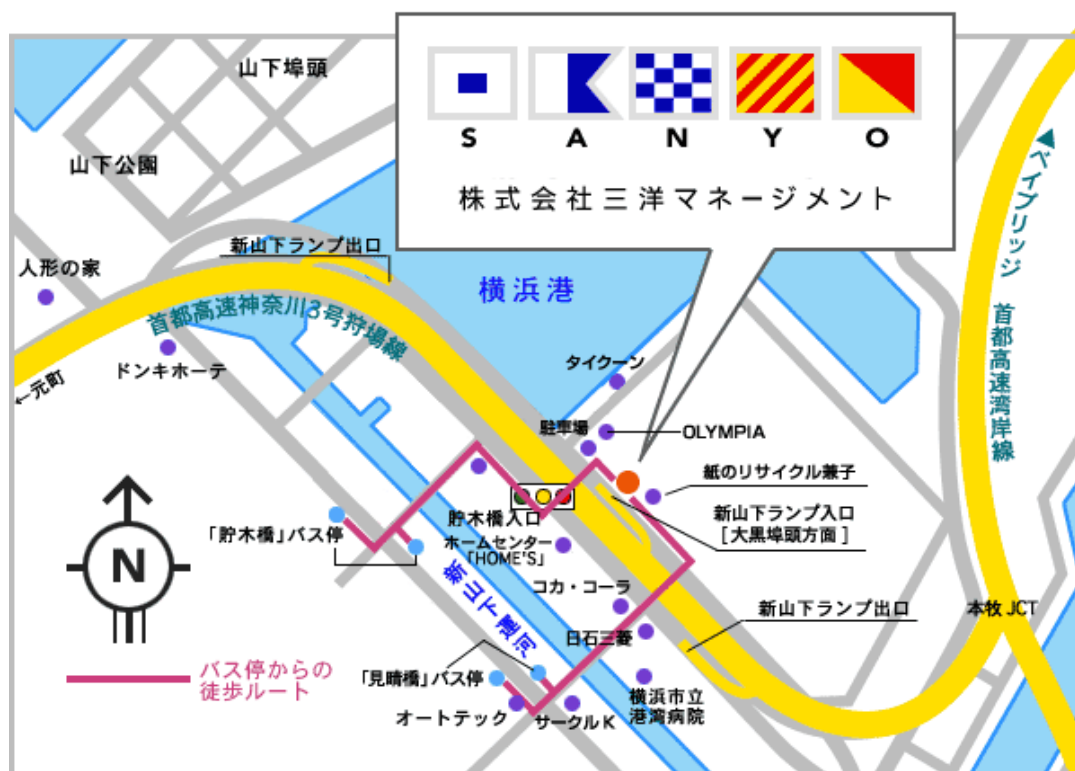 S A N Y O
株式会社三洋マネージメント
山下埠頭
山下公園
新山下ランプ出口
人形の家
横浜港
首都高速神奈川3号狩場線
ドンキホーテ
←元町
▲ベイブリッジ 首都高速湾岸線
タイクーン
駐車場
OLYMPIA
紙のリサイクル兼子
新山下ランプ入口
[大黒埠頭方面]
貯木橋入口
ホームセンター
「HOME'S」
「貯木橋」バス停
N
新山下運河
コカ・コーラ
新山下ランプ出口
本牧JCT
日石三菱
バス停からの
徒歩ルート
「見晴橋」バス停
横浜市立
港湾病院
オートテック
サークルK